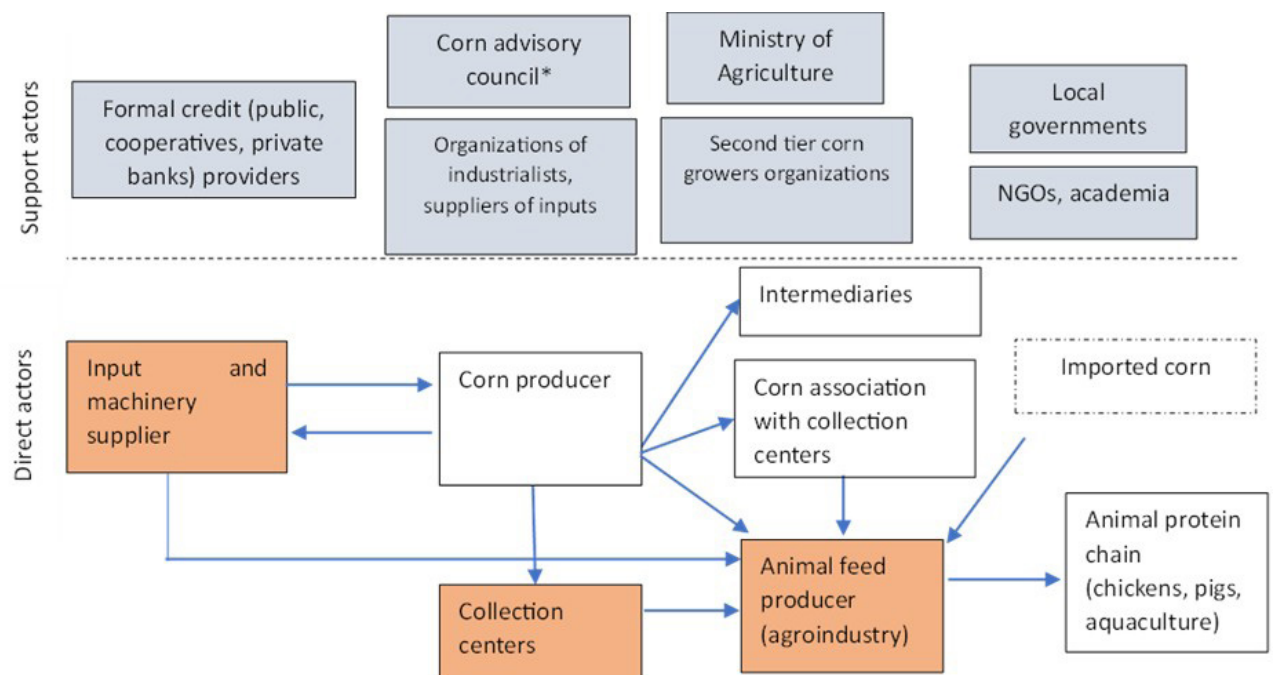 Support actors
Formal credit (public,
cooperatives, private
banks) providers
Corn advisory
council*
Organizations of
industrialists,
suppliers of inputs
Ministry of
Agriculture
Second tier corn
growers organizations
Local
governments
NGOs, academia
Direct actors
Input and
machinery
supplier
Corn producer
Intermediaries
Corn association
with collection
centers
Imported corn
Collection
centers
Animal feed
producer
(agroindustry)
Animal protein
chain
(chickens, pigs,
aquaculture)